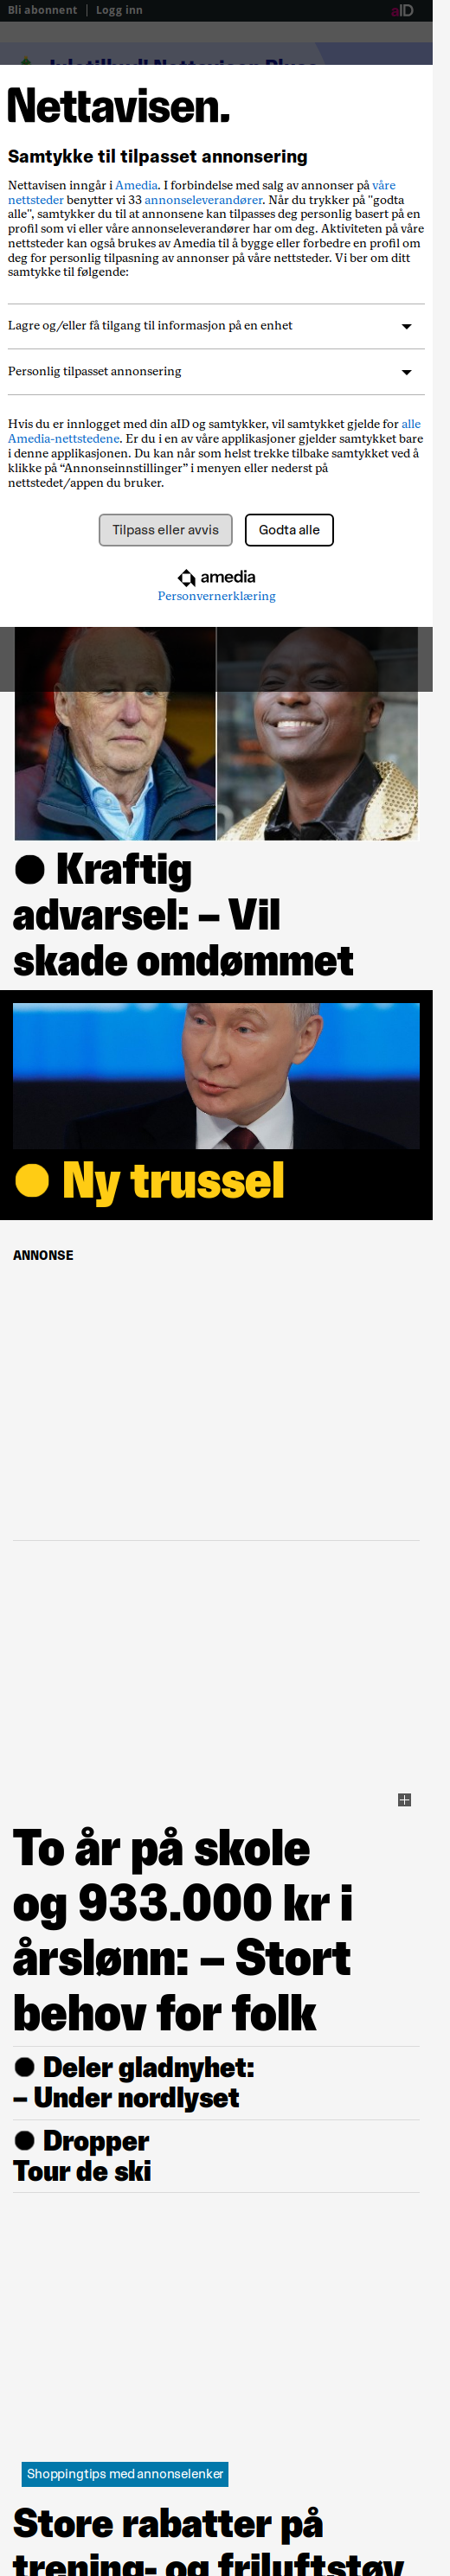 Bli abonnent | Logg inn
aID
Nettavisen.
Samtykke til tilpasset annonsering
Nettavisen inngår i Amedia. I forbindelse med salg av annonser på våre
nettsteder benytter vi 33 annonseleverandører. Når du trykker på "godta
alle", samtykker du til at annonsene kan tilpasses deg personlig basert på en
profil som vi eller våre annonseleverandører har om deg. Aktiviteten på våre
nettsteder kan også brukes av Amedia til å bygge eller forbedre en profil om
deg for personlig tilpasning av annonser på våre nettsteder. Vi ber om ditt
samtykke til følgende:
Lagre og/eller få tilgang til informasjon på en enhet
Personlig tilpasset annonsering
Hvis du er innlogget med din aID og samtykker, vil samtykket gjelde for alle
Amedia-nettstedene. Er du i en av våre applikasjoner gjelder samtykket bare
i denne applikasjonen. Du kan når som helst trekke tilbake samtykket ved å
klikke på “Annonseinnstillinger” i menyen eller nederst på
nettstedet/appen du bruker.
Tilpass eller avvis
Godta alle
amedia
Personvernerklæring
● Kraftig
advarsel: – Vil
skade omdømmet
● Ny trussel
ANNONSE
To år på skole
og 933.000 kr i
årslønn: – Stort
behov for folk
● Deler gladnyhet:
– Under nordlyset
● Dropper
Tour de ski
Shoppingtips med annonselenker
Store rabatter på
trening- og friluftstøy